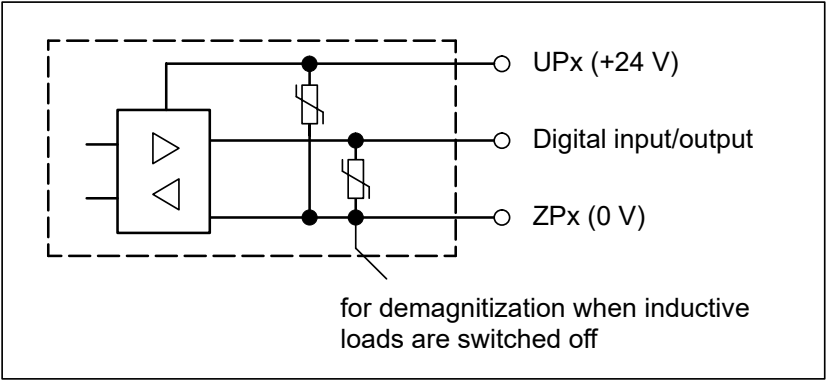 UPx (+24 V)
Digital input/output
ZPx (0 V)
for demagnitization when inductive
loads are switched off